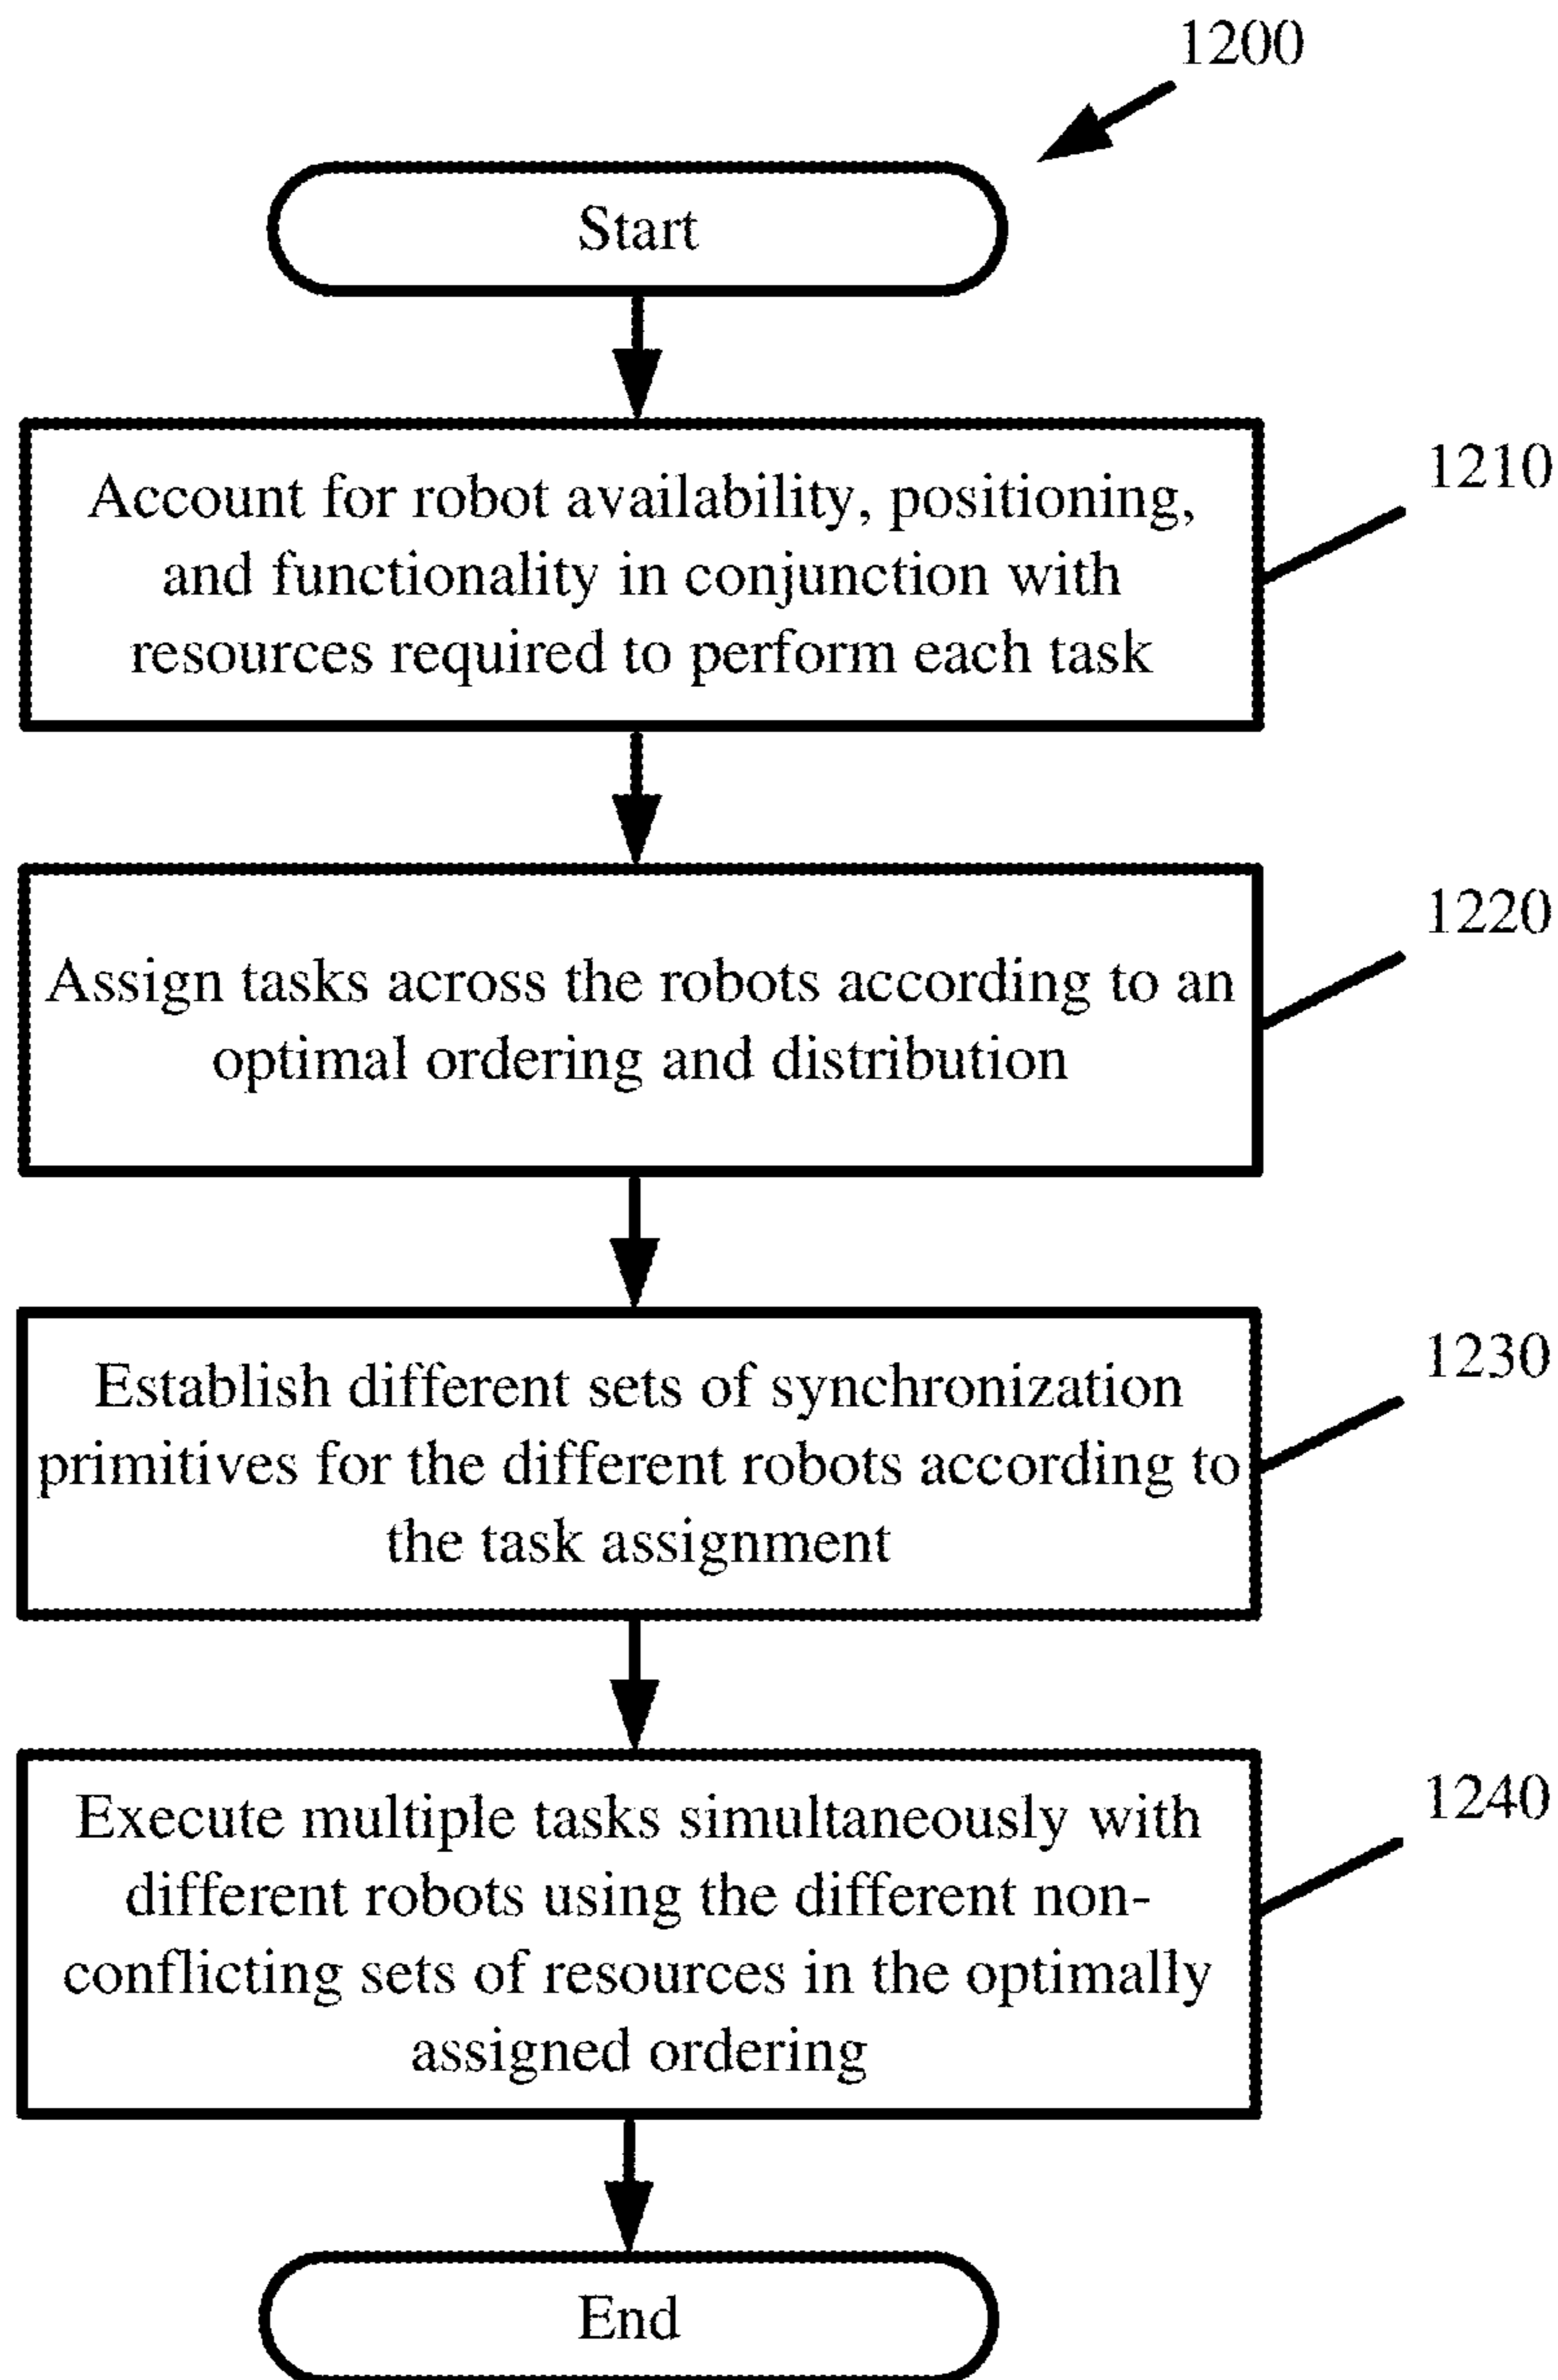 1200
Start
Account for robot availability, positioning,
and functionality in conjunction with
resources required to perform each task
1210
Assign tasks across the robots according to an
optimal ordering and distribution
1220
Establish different sets of synchronization
primitives for the different robots according to
the task assignment
1230
Execute multiple tasks simultaneously with
different robots using the different non-
conflicting sets of resources in the optimally
assigned ordering
1240
End